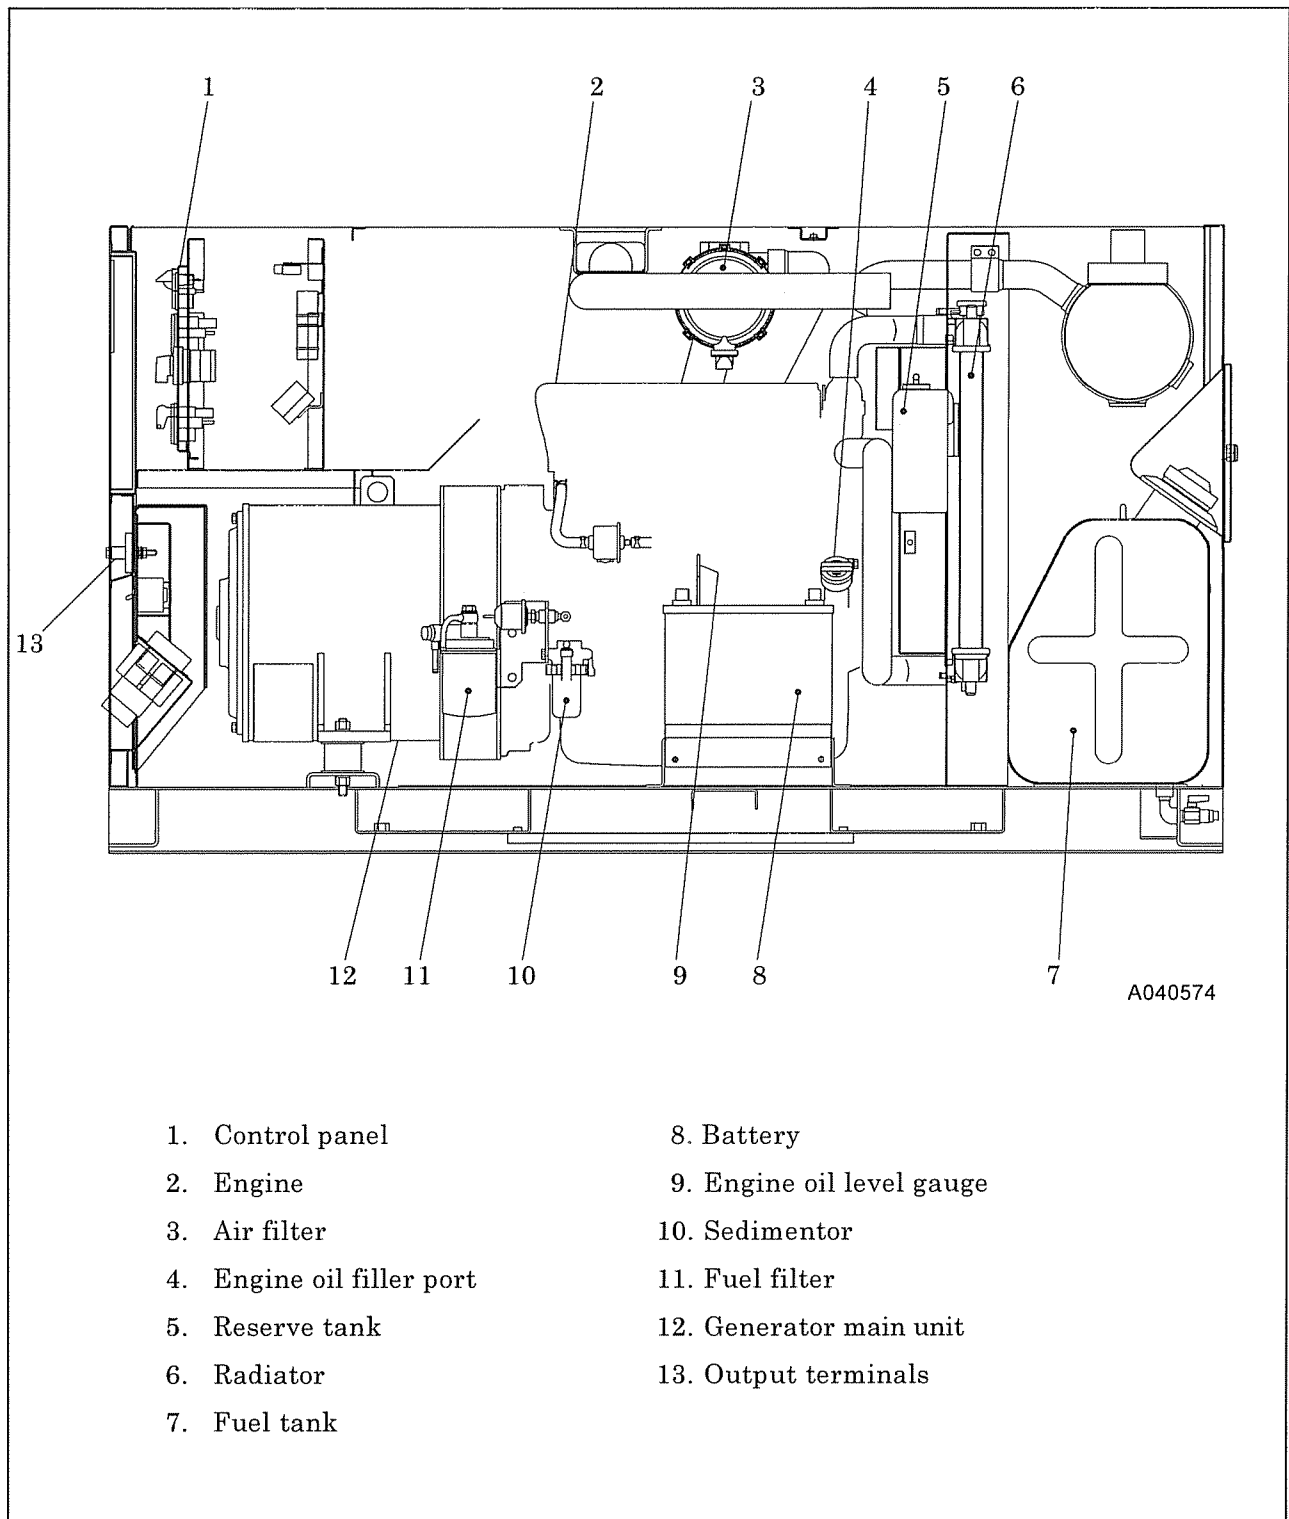 1 2 3 4 5 6
13
12 11 10 9 8 7
A040574
1. Control panel
2. Engine
3. Air filter
4. Engine oil filler port
5. Reserve tank
6. Radiator
7. Fuel tank
8. Battery
9. Engine oil level gauge
10. Sedimentor
11. Fuel filter
12. Generator main unit
13. Output terminals